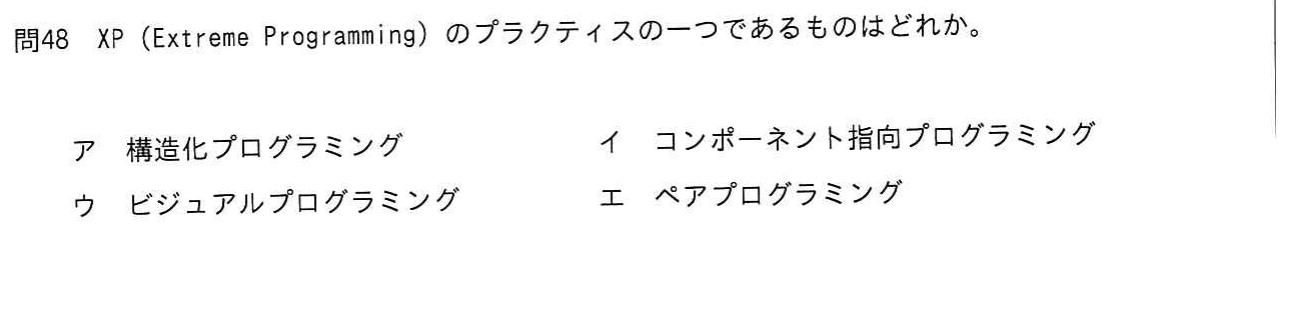 問48　XP（Extreme Programming）のプラクティスの一つであるものはどれか。
ア　構造化プログラミング　　イ　コンポーネント指向プログラミング
ウ　ビジュアルプログラミング　　エ　ペアプログラミング